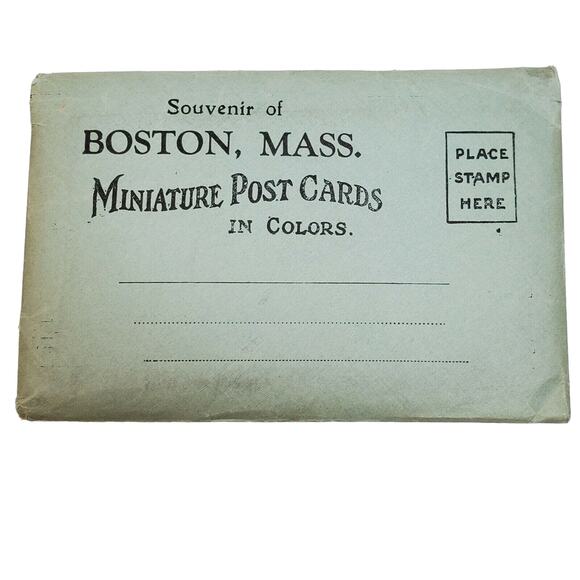 Souvenir of
BOSTON, MASS.
MINIATURE POST CARDS
IN COLORS.
PLACE
STAMP
HERE